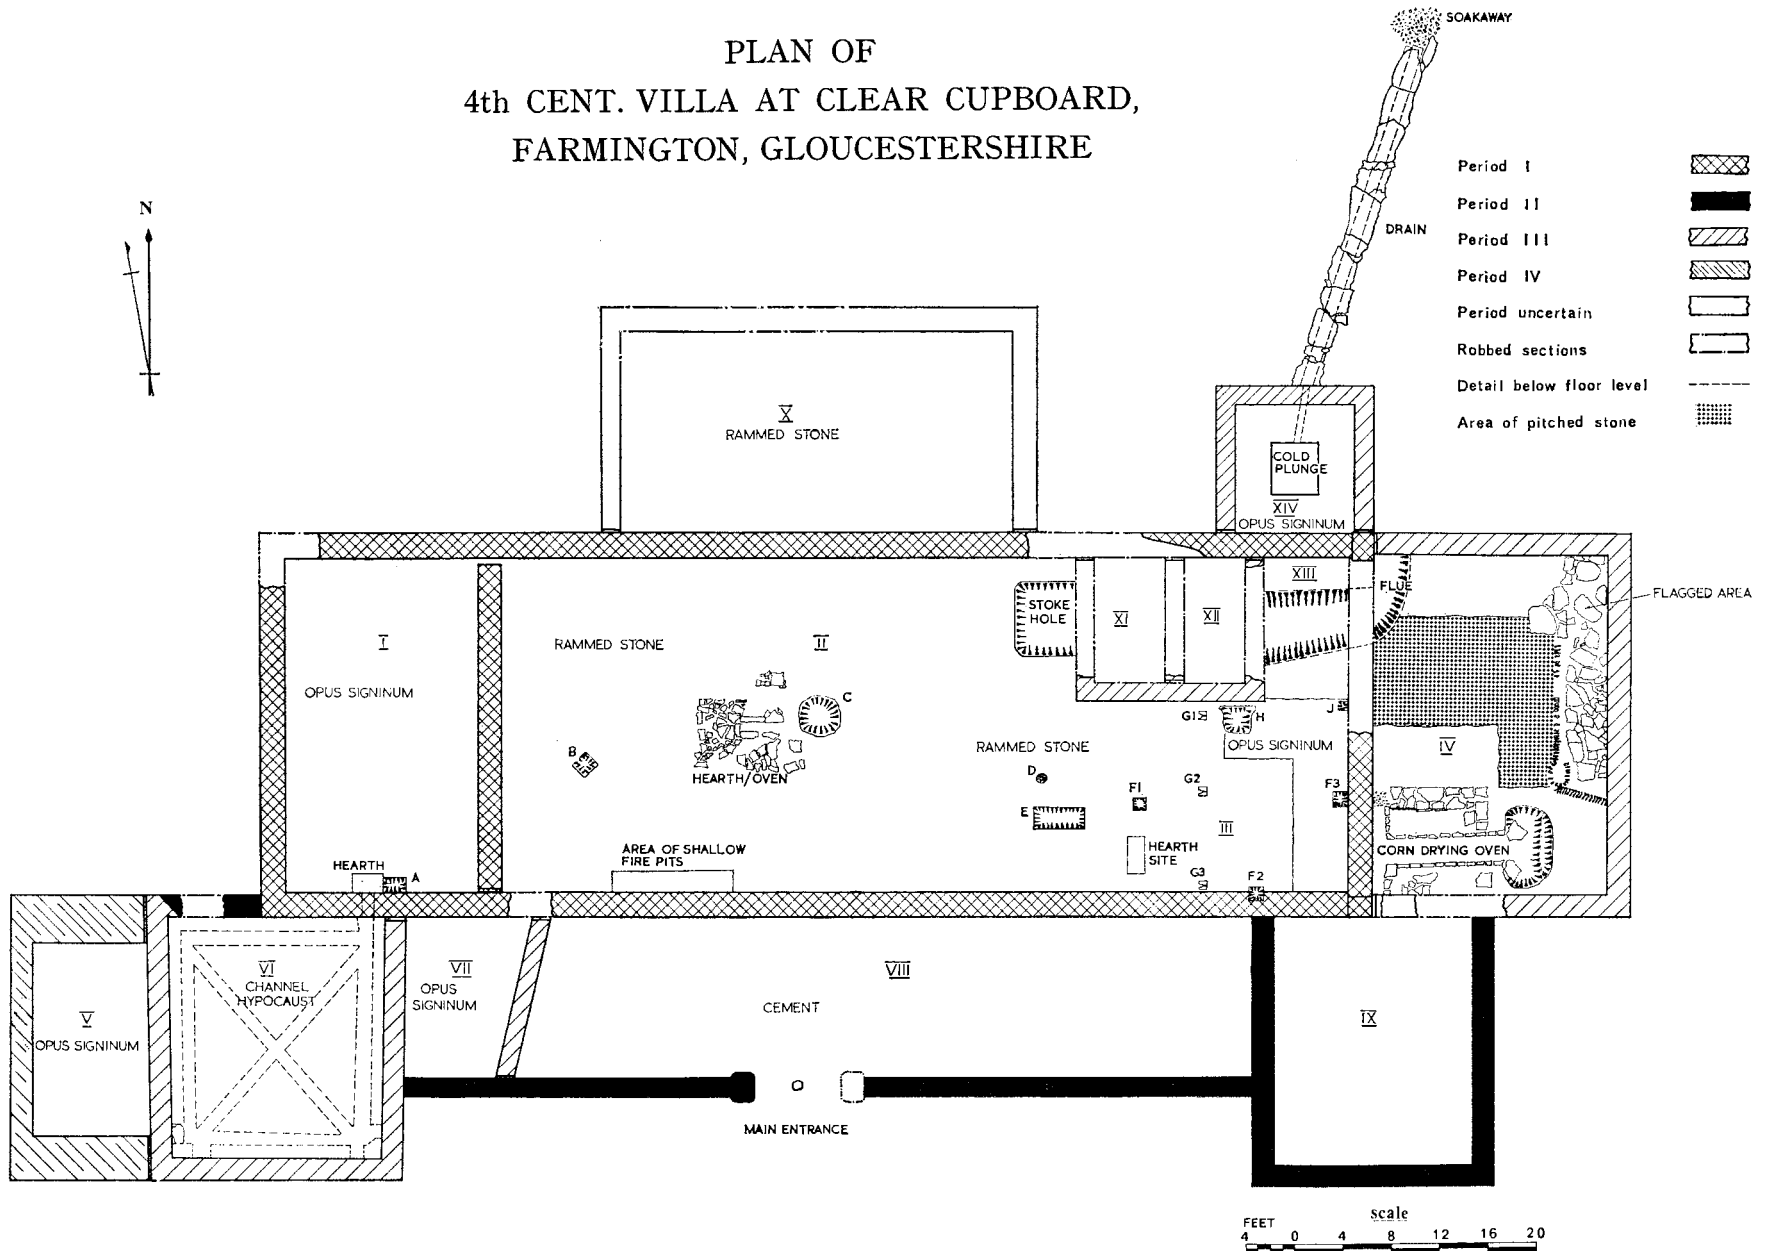 PLAN OF
4th CENT. VILLA AT CLEAR CUPBOARD,
FARMINGTON, GLOUCESTERSHIRE
N
SOAKAWAY
DRAIN
Period I
Period II
Period III
Period IV
Period uncertain
Robbed sections
Detail below floor level
Area of pitched stone
X
RAMMED STONE
COLD
PLUNGE
XIV
OPUS SIGNINUM
I
OPUS SIGNINUM
HEARTH
A
RAMMED STONE
II
B
C
HEARTH/OVEN
AREA OF SHALLOW
FIRE PITS
STOKE
HOLE
XI
XII
XIII
FLUE
FLAGGED AREA
RAMMED STONE
D
E
F1
G1
G2
G3
H
J
OPUS SIGNINUM
F3
III
HEARTH
SITE
F2
IV
CORN DRYING OVEN
V
OPUS SIGNINUM
VI
CHANNEL
HYPOCAUST
VII
OPUS
SIGNINUM
VIII
CEMENT
IX
MAIN ENTRANCE
scale
FEET
4 0 4 8 12 16 20